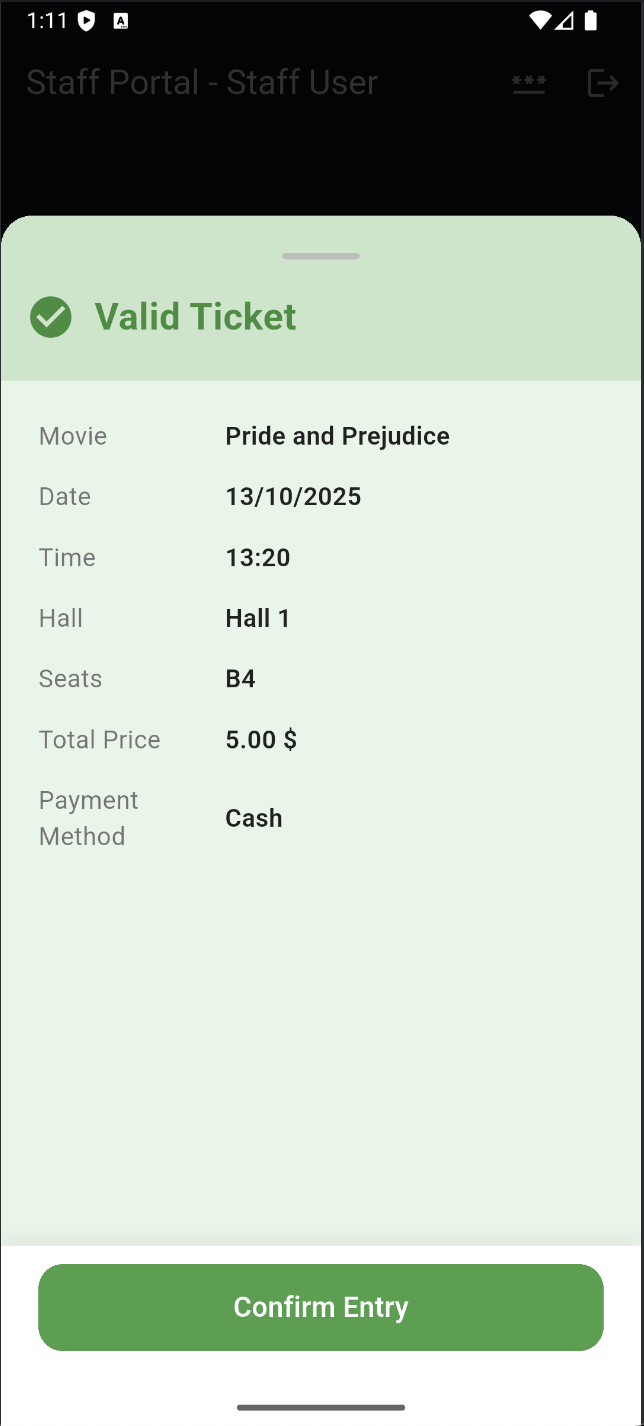 1:11
Staff Portal - Staff User
Valid Ticket
Movie Pride and Prejudice
Date 13/10/2025
Time 13:20
Hall Hall 1
Seats B4
Total Price 5.00 $
Payment
Method Cash
Confirm Entry